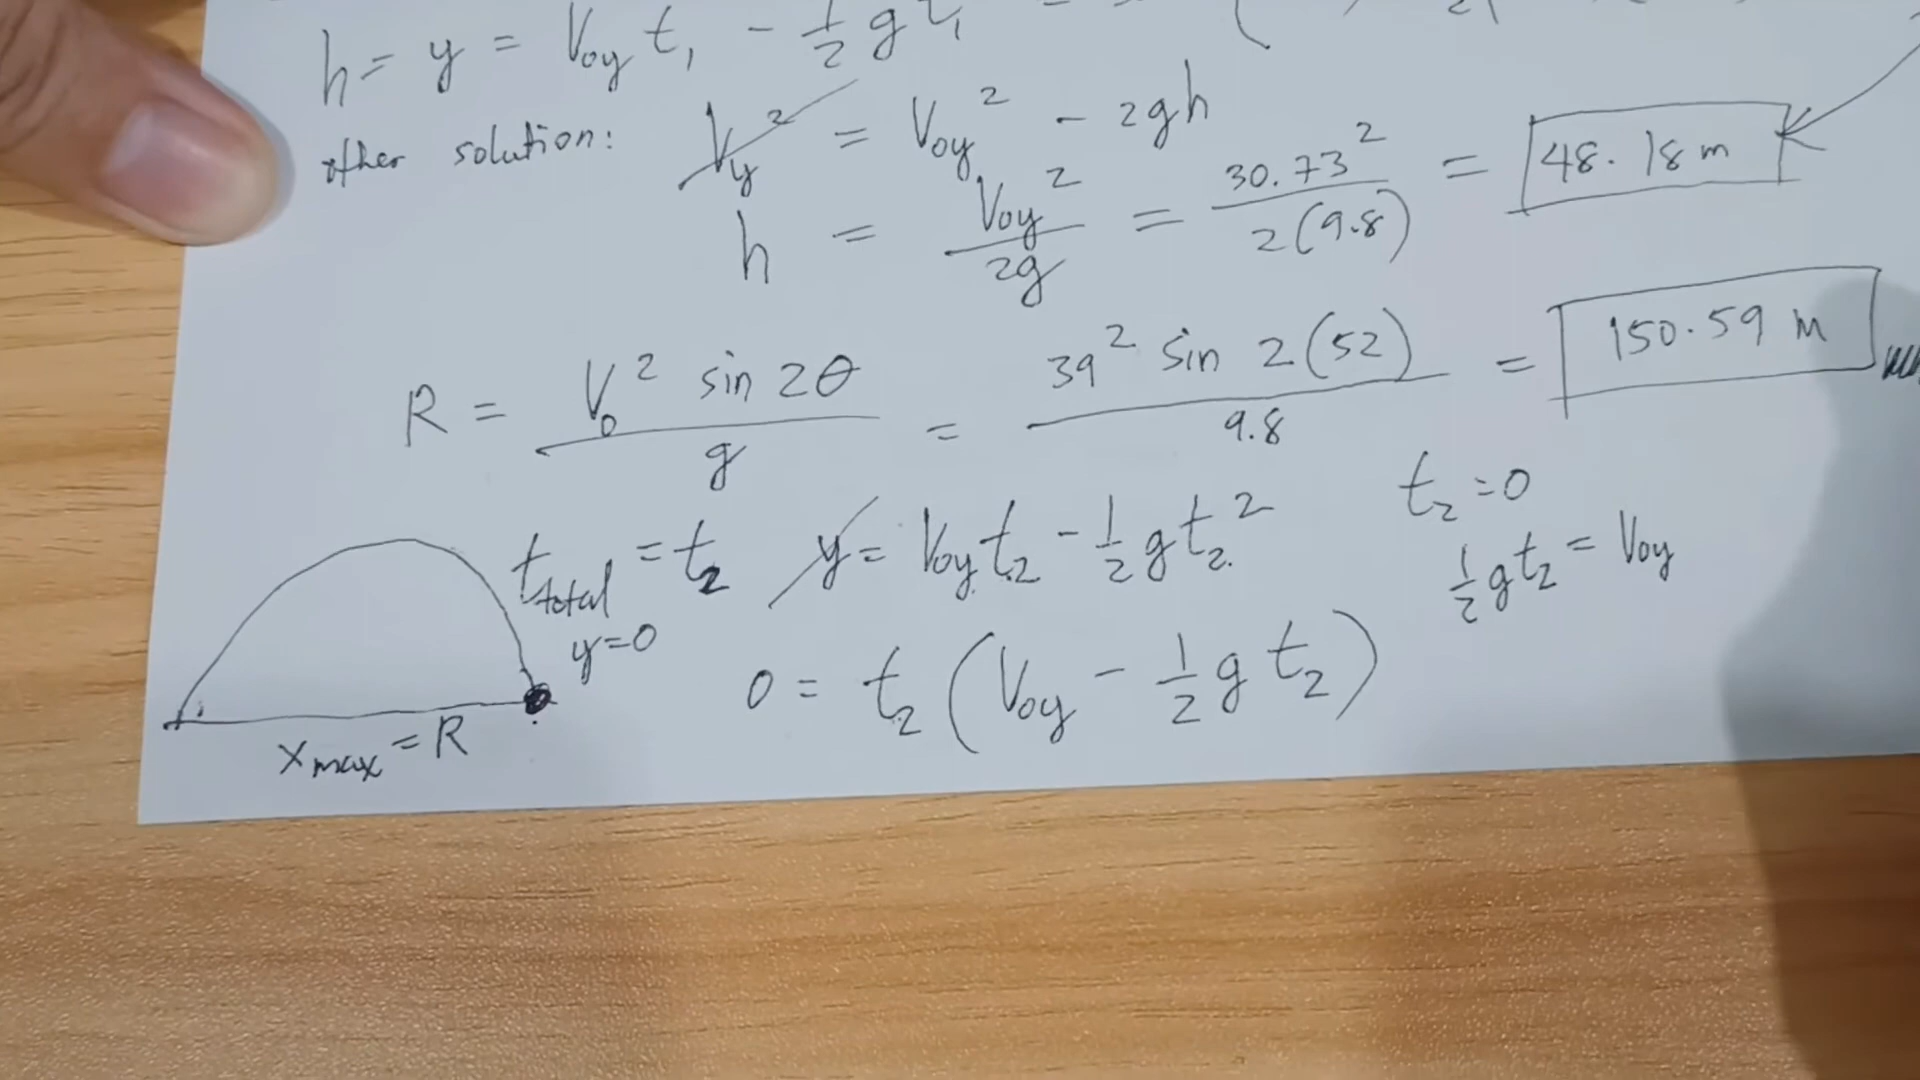 h = y = Voy t₁ - 1/2 g t₁
other solution: Vy² = Voy² - 2gh
h = Voy²/2g = 30.73²/2(9.8) = 48.18 m
R = V₀² sin 2θ/g = 39² sin 2(52)/9.8 = 150.59 m
t₂ = 0
t total = t₂ y = Voy t₂ - 1/2 g t₂² 1/2 g t₂ = Voy
y = 0
0 = t₂ (Voy - 1/2 g t₂)
x max = R